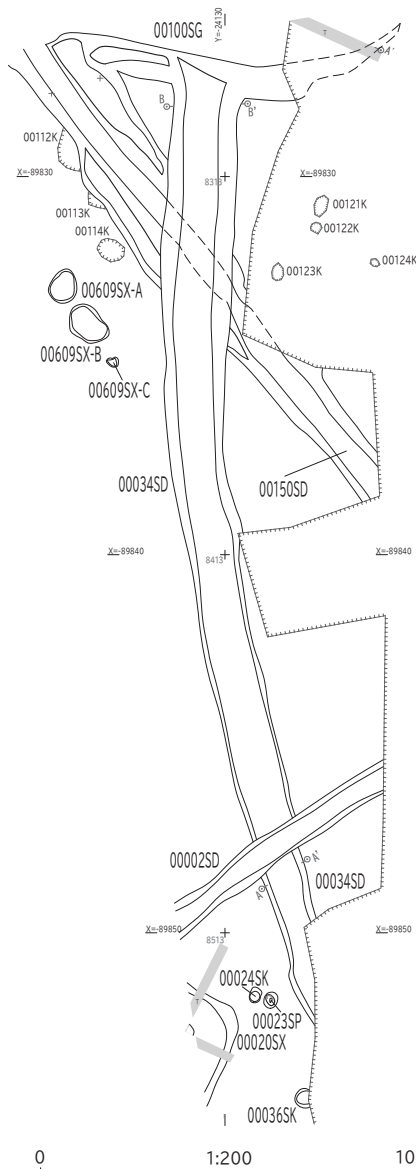 00100SG
Y=-24130
T
A'
B
B'
00112K
X=-89830
8313
X=-89830
00113K
00114K
00121K
00122K
00123K
00124K
00609SX-A
00609SX-B
00609SX-C
00034SD
00150SD
X=-89840
8413
X=-89840
00002SD
A'
A
00034SD
X=-89850
8513
X=-89850
00024SK
T
00023SP
00020SX
00036SK
0
1:200
10